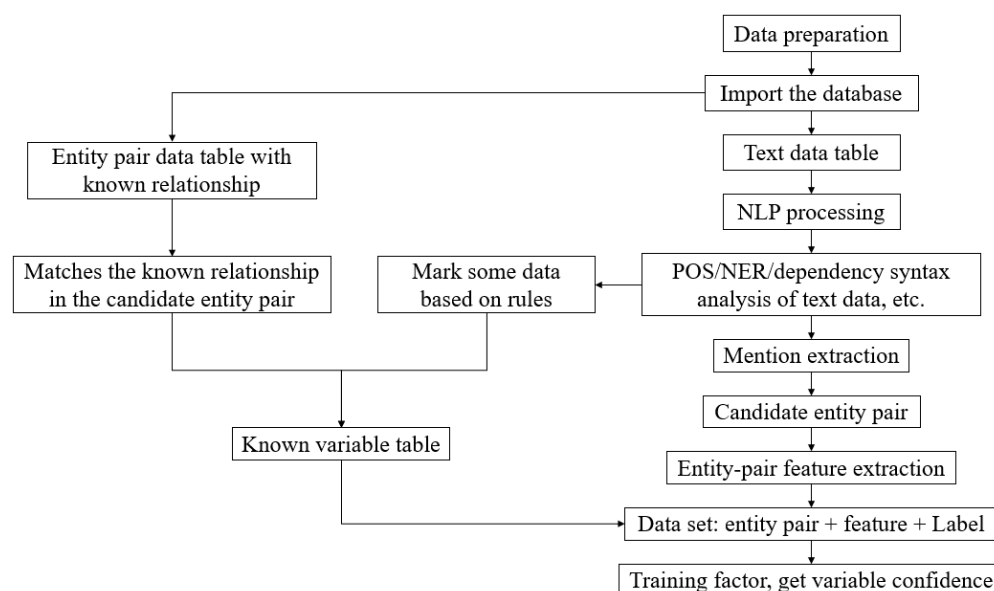 Data preparation
Import the database
Entity pair data table with
known relationship
Text data table
NLP processing
Matches the known relationship
in the candidate entity pair
Mark some data
based on rules
POS/NER/dependency syntax
analysis of text data, etc.
Mention extraction
Candidate entity pair
Known variable table
Entity-pair feature extraction
Data set: entity pair + feature + Label
Training factor, get variable confidence